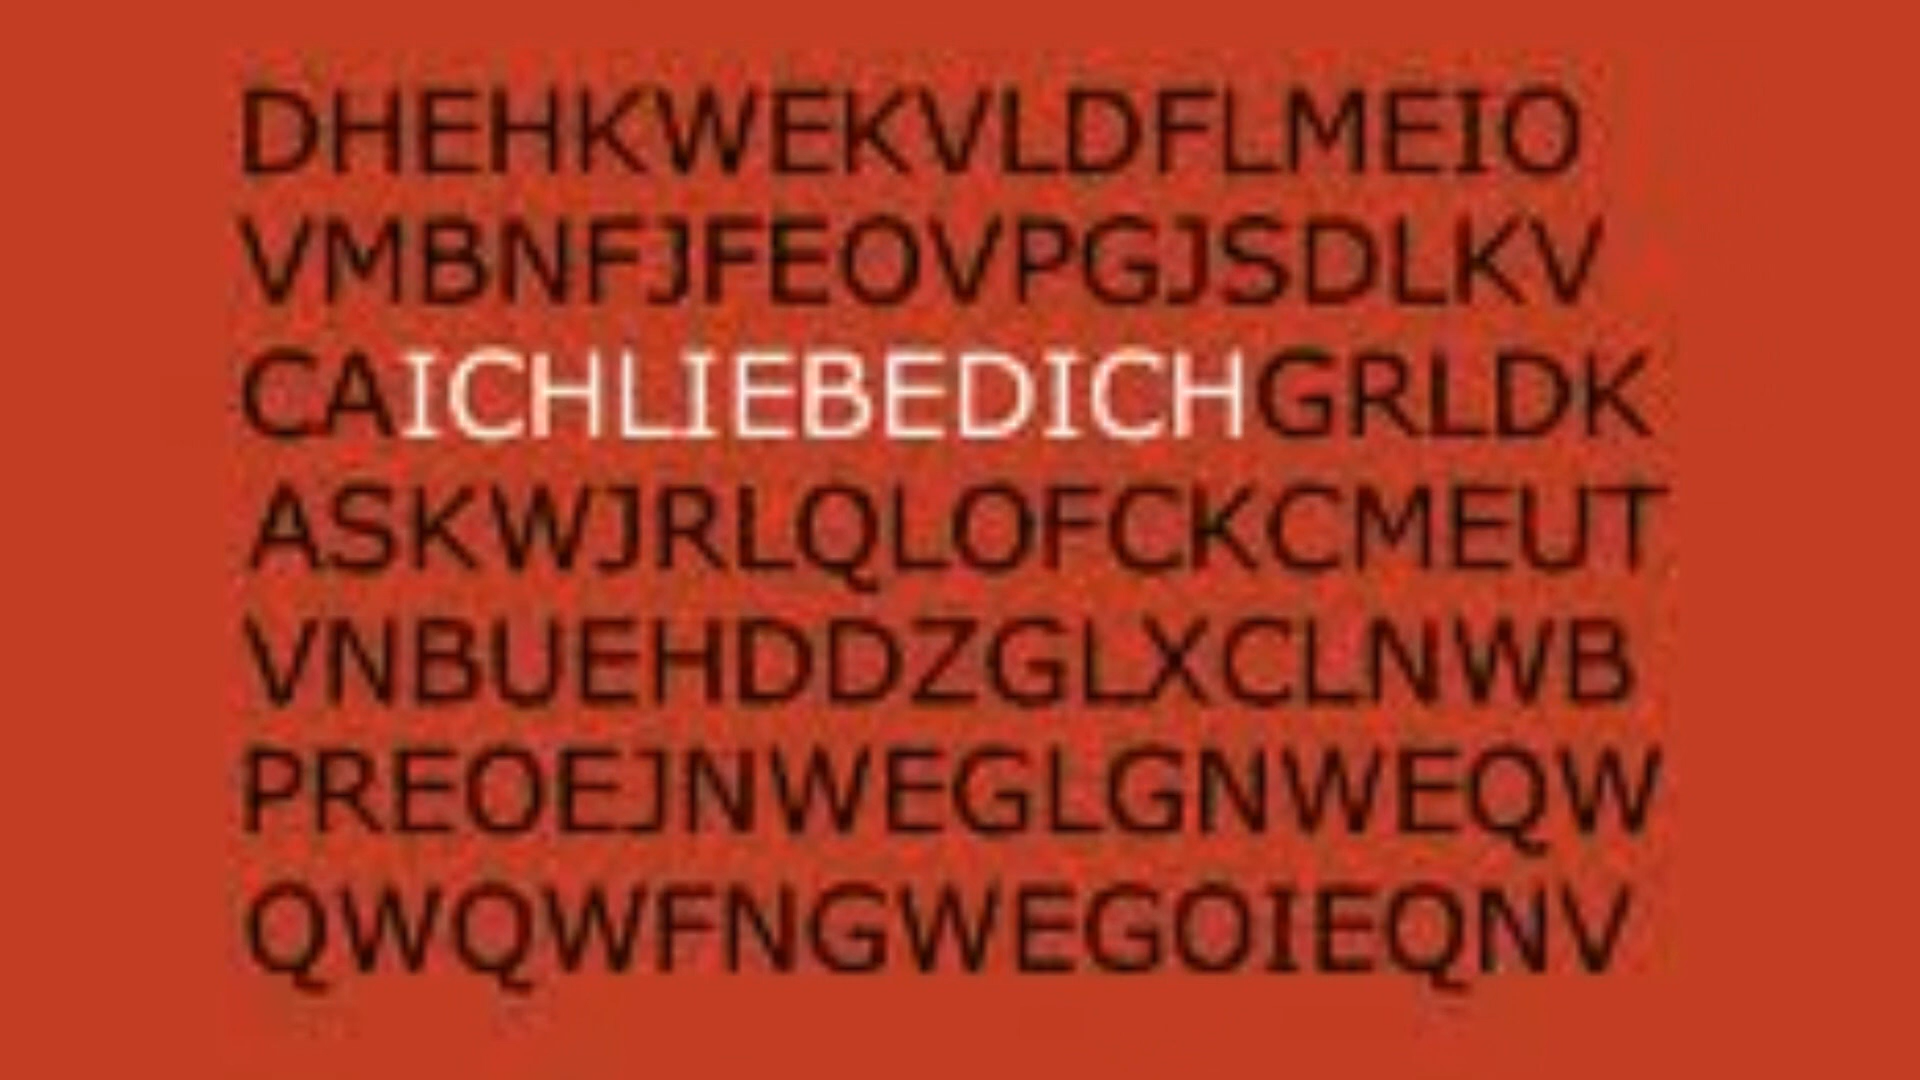 DHEHKWEKVLDFLMEIO
VMBNFJFEOVPGJSDLKV
CAICHLIEBEDICHGRLDK
ASKWJRLQLOFCKCMEUT
VNBUEHDDZGLXCLNWB
PREOEJNWEGLGNWEQW
QWQWFNGWEGOIEQNV